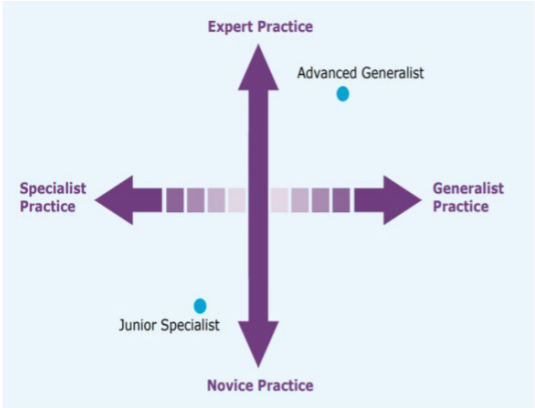 Expert Practice
Advanced Generalist
Specialist
Practice
Generalist
Practice
Junior Specialist
Novice Practice